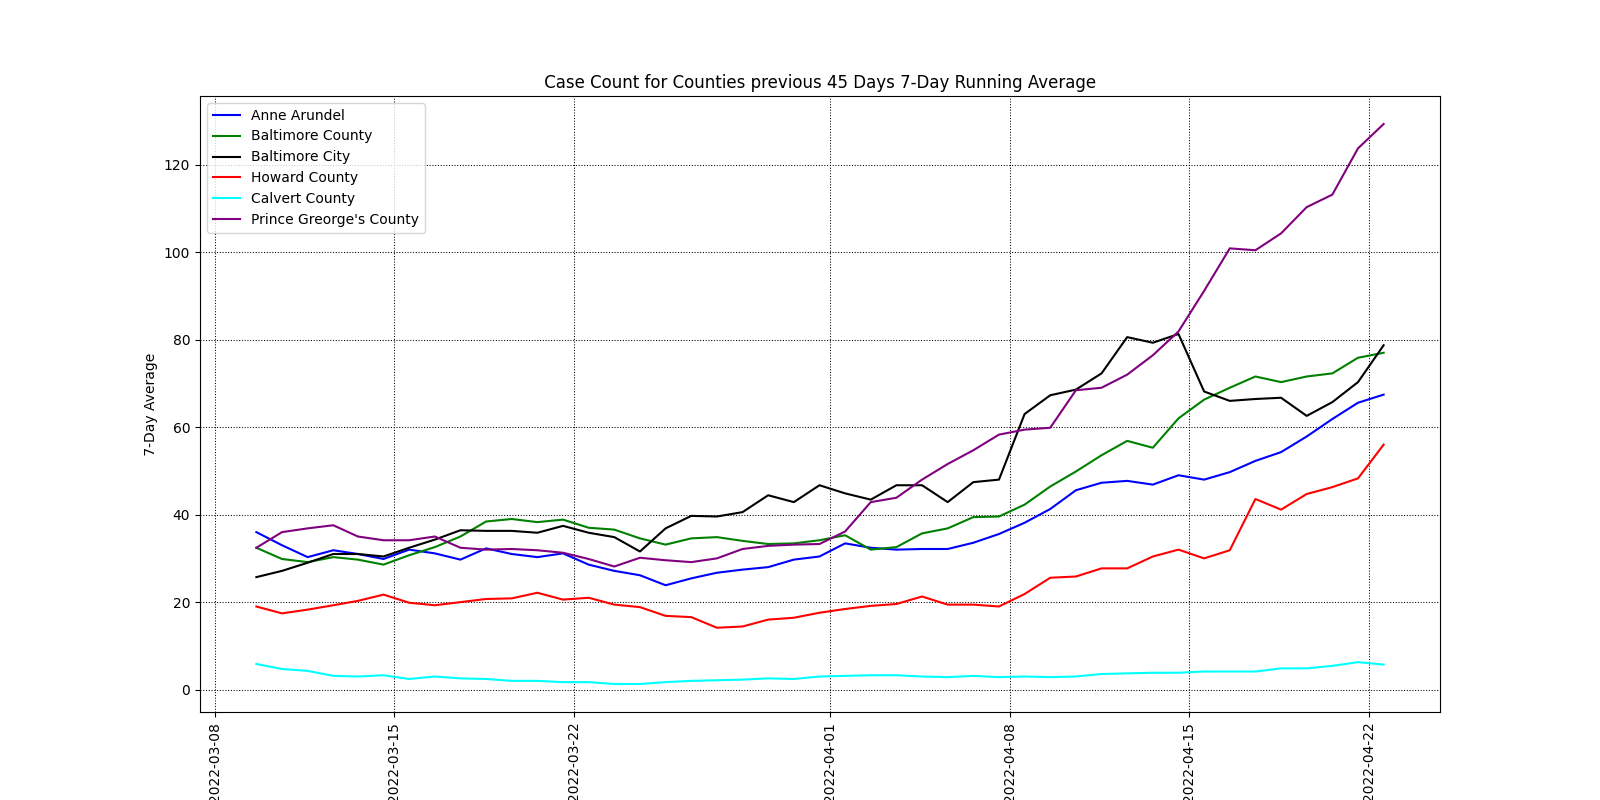 Case Count for Counties previous 45 Days 7-Day Running Average
Anne Arundel
Baltimore County
Baltimore City
Howard County
Calvert County
Prince Greorge's County
7-Day Average
120
100
80
60
40
20
0
2022-03-08
2022-03-15
2022-03-22
2022-04-01
2022-04-08
2022-04-15
2022-04-22